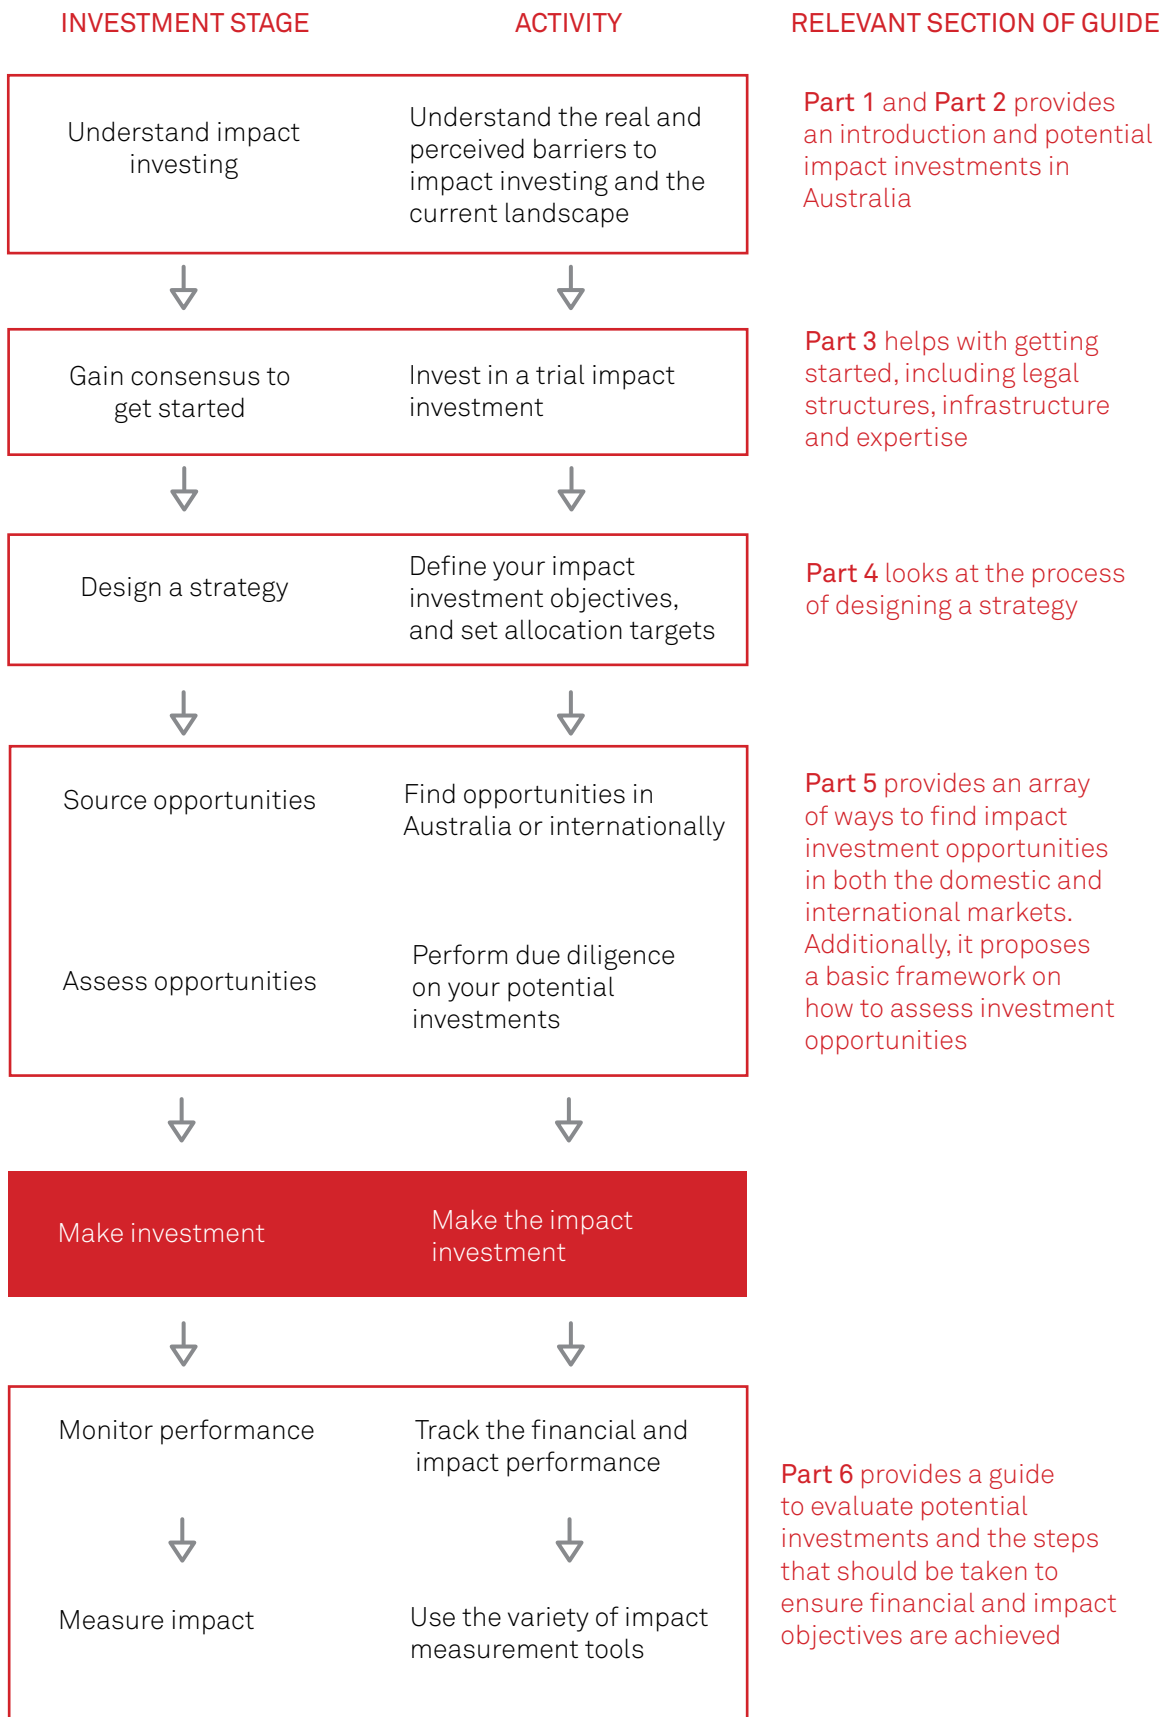 INVESTMENT STAGE
ACTIVITY
RELEVANT SECTION OF GUIDE
Understand impact
investing
Understand the real and
perceived barriers to
impact investing and the
current landscape
Part 1 and Part 2 provides
an introduction and potential
impact investments in
Australia
Gain consensus to
get started
Invest in a trial impact
investment
Part 3 helps with getting
started, including legal
structures, infrastructure
and expertise
Design a strategy
Define your impact
investment objectives,
and set allocation targets
Part 4 looks at the process
of designing a strategy
Source opportunities
Find opportunities in
Australia or internationally
Assess opportunities
Perform due diligence
on your potential
investments
Part 5 provides an array
of ways to find impact
investment opportunities
in both the domestic and
international markets.
Additionally, it proposes
a basic framework on
how to assess investment
opportunities
Make investment
Make the impact
investment
Monitor performance
Track the financial and
impact performance
Measure impact
Use the variety of impact
measurement tools
Part 6 provides a guide
to evaluate potential
investments and the steps
that should be taken to
ensure financial and impact
objectives are achieved